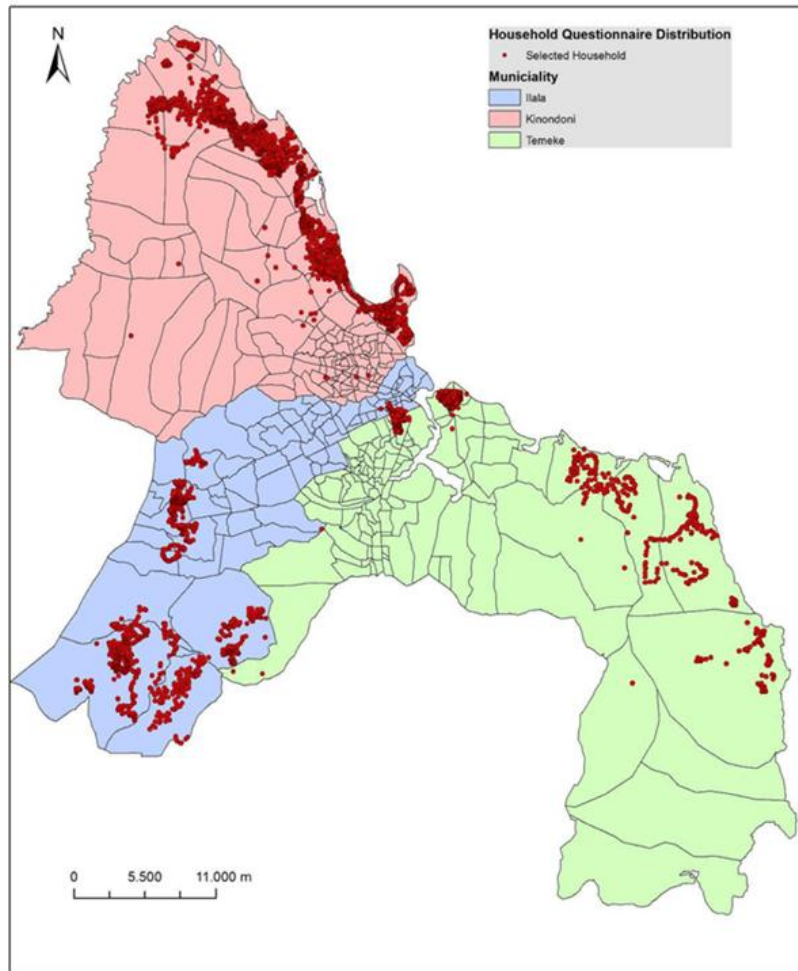 N
Household Questionnaire Distribution
Selected Household
Municiality
Ilala
Kinondoni
Temeke
0 5.500 11.000 m